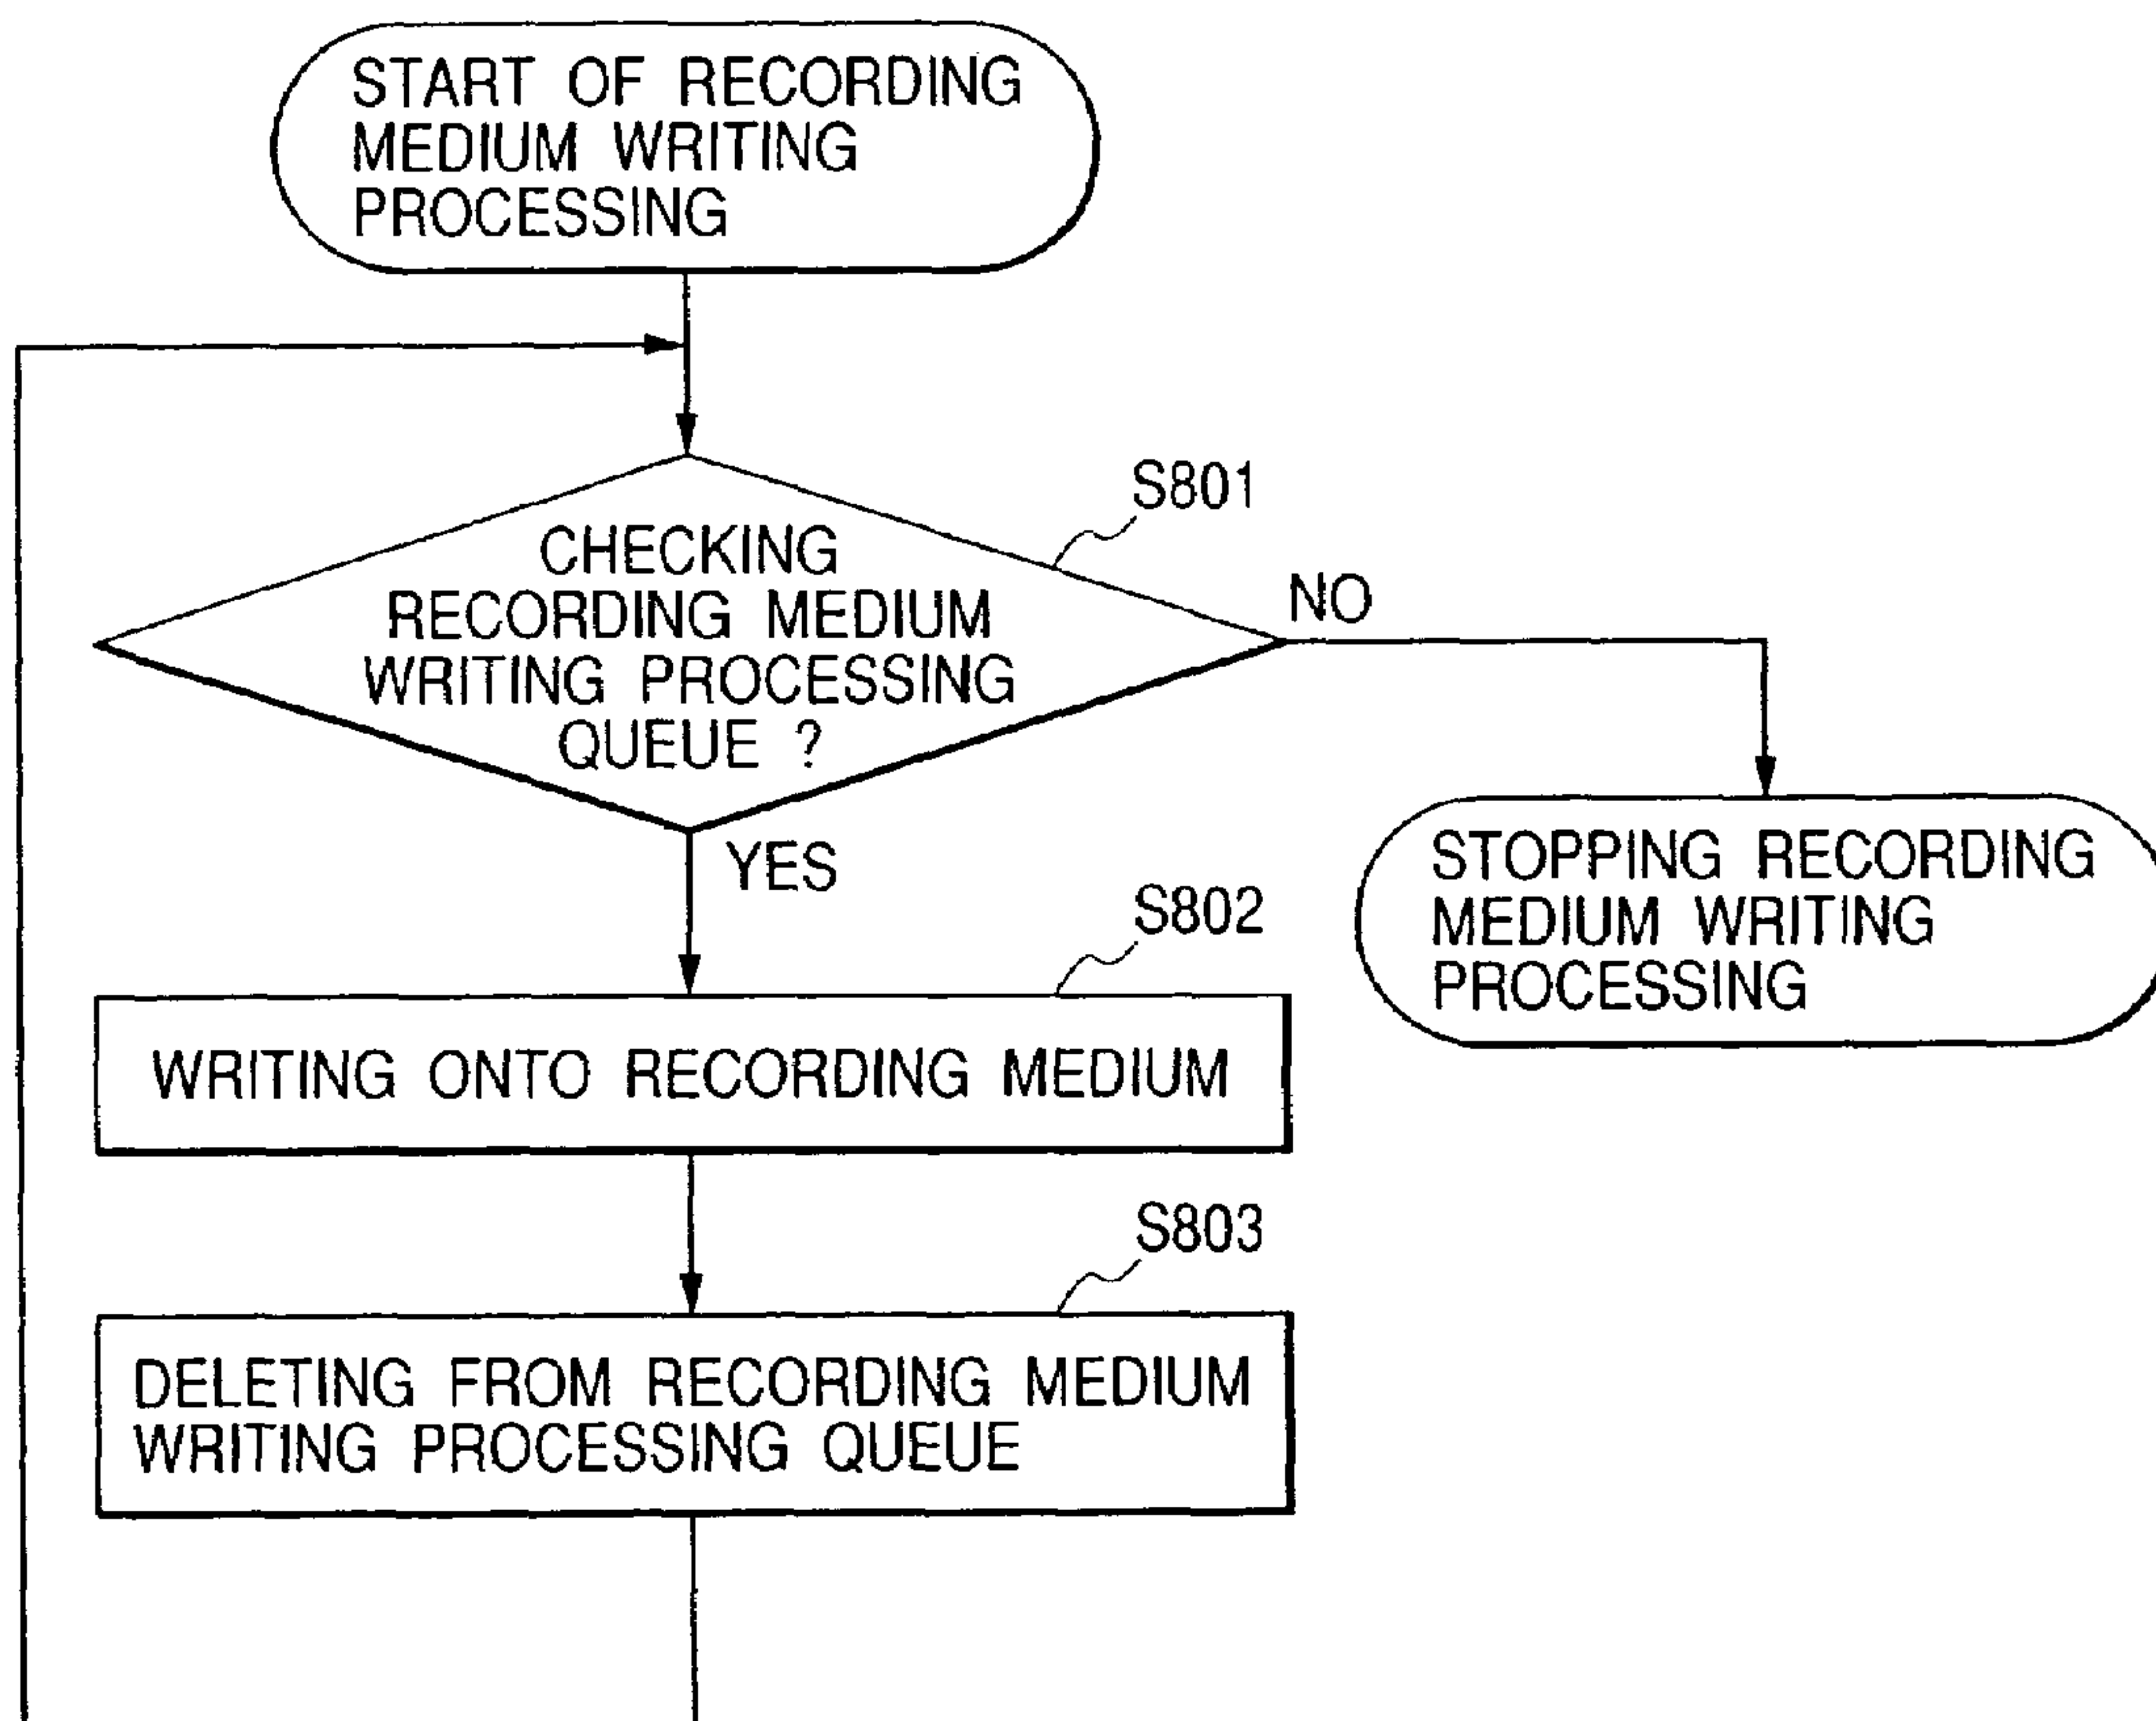 START OF RECORDING
MEDIUM WRITING
PROCESSING
S801
CHECKING
RECORDING MEDIUM
WRITING PROCESSING
QUEUE ?
NO
YES
STOPPING RECORDING
MEDIUM WRITING
PROCESSING
S802
WRITING ONTO RECORDING MEDIUM
S803
DELETING FROM RECORDING MEDIUM
WRITING PROCESSING QUEUE